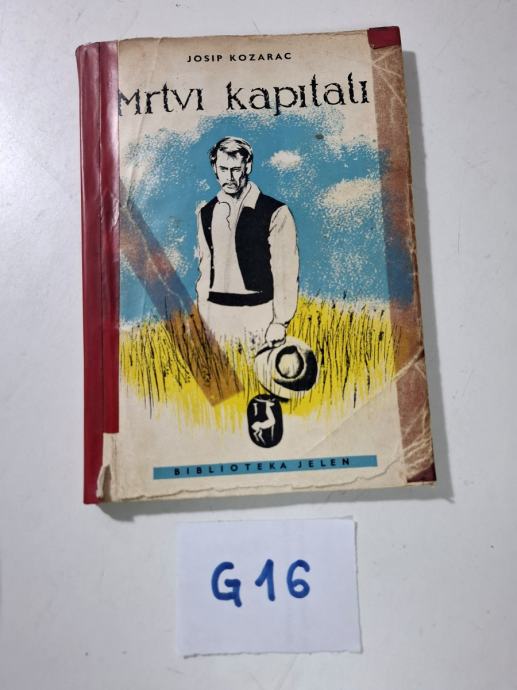 JOSIP KOZARAC
Mrtvi kapitali
BIBLIOTEKA JELEN
G16